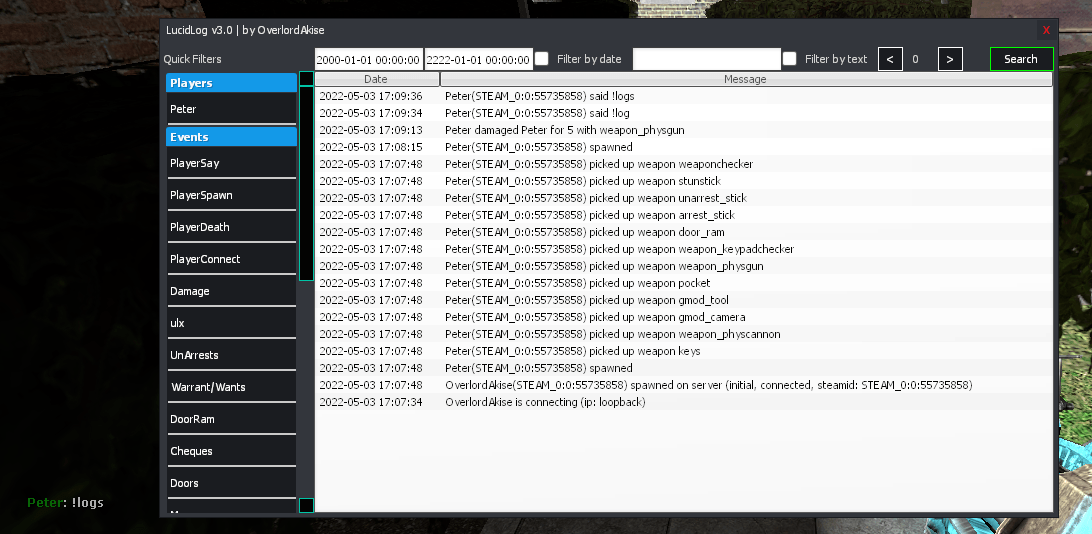 LucidLog v3.0 | by OverlordAkise X
Quick Filters 2000-01-01 00:00:00 2222-01-01 00:00:00 Filter by date Filter by text < 0 > Search
Players
Peter
Events
PlayerSay
PlayerSpawn
PlayerDeath
PlayerConnect
Damage
ulx
UnArrests
Warrant/Wants
DoorRam
Cheques
Doors
Date Message
2022-05-03 17:09:36 Peter(STEAM_0:0:55735858) said !logs
2022-05-03 17:09:34 Peter(STEAM_0:0:55735858) said !log
2022-05-03 17:09:13 Peter damaged Peter for 5 with weapon_physgun
2022-05-03 17:08:15 Peter(STEAM_0:0:55735858) spawned
2022-05-03 17:07:48 Peter(STEAM_0:0:55735858) picked up weapon weaponchecker
2022-05-03 17:07:48 Peter(STEAM_0:0:55735858) picked up weapon stunstick
2022-05-03 17:07:48 Peter(STEAM_0:0:55735858) picked up weapon unarrest_stick
2022-05-03 17:07:48 Peter(STEAM_0:0:55735858) picked up weapon arrest_stick
2022-05-03 17:07:48 Peter(STEAM_0:0:55735858) picked up weapon door_ram
2022-05-03 17:07:48 Peter(STEAM_0:0:55735858) picked up weapon weapon_keypadchecker
2022-05-03 17:07:48 Peter(STEAM_0:0:55735858) picked up weapon weapon_physgun
2022-05-03 17:07:48 Peter(STEAM_0:0:55735858) picked up weapon pocket
2022-05-03 17:07:48 Peter(STEAM_0:0:55735858) picked up weapon gmod_tool
2022-05-03 17:07:48 Peter(STEAM_0:0:55735858) picked up weapon gmod_camera
2022-05-03 17:07:48 Peter(STEAM_0:0:55735858) picked up weapon weapon_physcannon
2022-05-03 17:07:48 Peter(STEAM_0:0:55735858) picked up weapon keys
2022-05-03 17:07:48 Peter(STEAM_0:0:55735858) spawned
2022-05-03 17:07:48 OverlordAkise(STEAM_0:0:55735858) spawned on server (initial, connected, steamid: STEAM_0:0:55735858)
2022-05-03 17:07:34 OverlordAkise is connecting (ip: loopback)
Peter: !logs